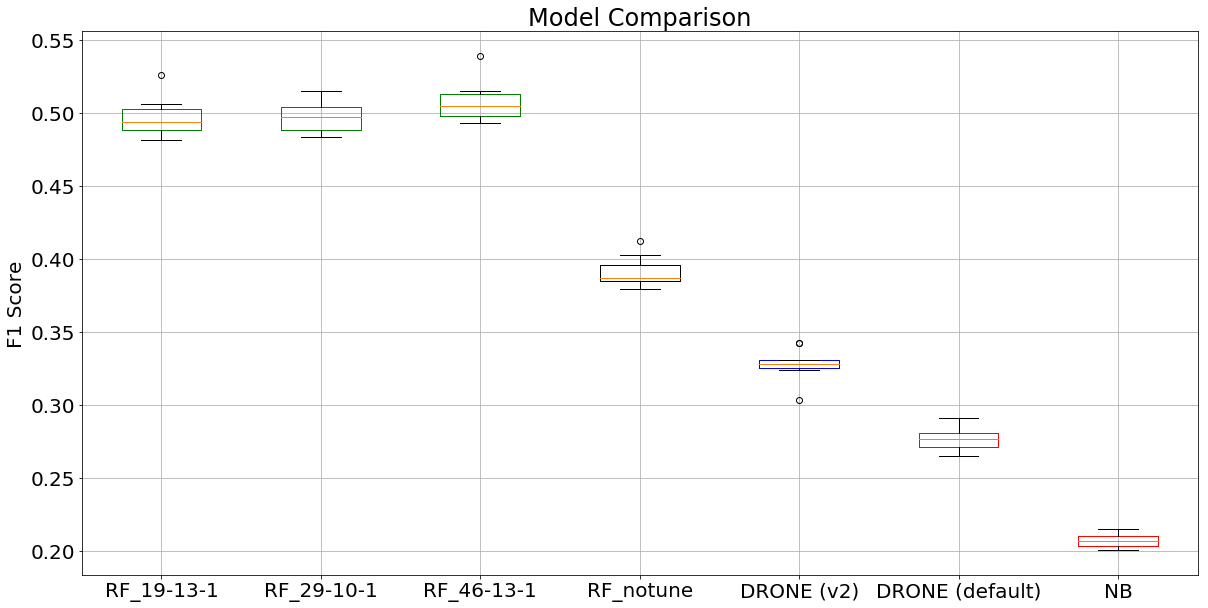 Model Comparison
F1 Score
0.55
0.50
0.45
0.40
0.35
0.30
0.25
0.20
RF_19-13-1 RF_29-10-1 RF_46-13-1 RF_notune DRONE (v2) DRONE (default) NB